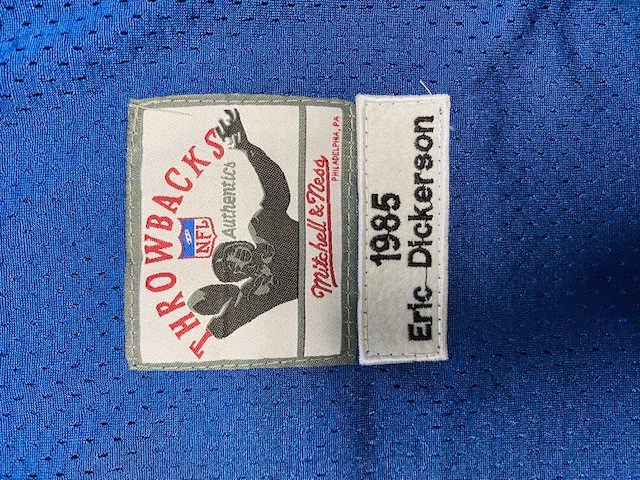 THROWBACKS
NFL
Authentics
Mitchell & Ness
PHILADELPHIA, PA
1985
Eric Dickerson